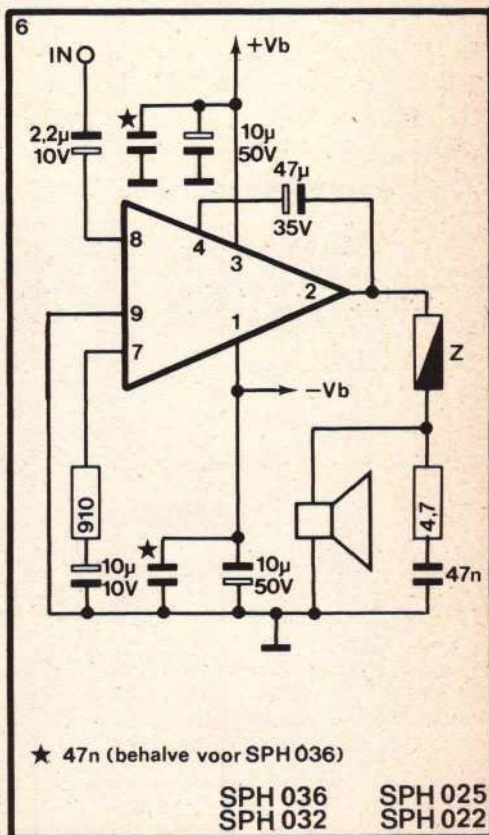 6
IN
+Vb
2,2µ
10V
★
10µ
50V
47µ
35V
8
4
3
9
2
1
7
Z
-Vb
910
4,7
10µ
10V
★
10µ
50V
47n
★ 47n (behalve voor SPH 036)
SPH 036 SPH 025
SPH 032 SPH 022